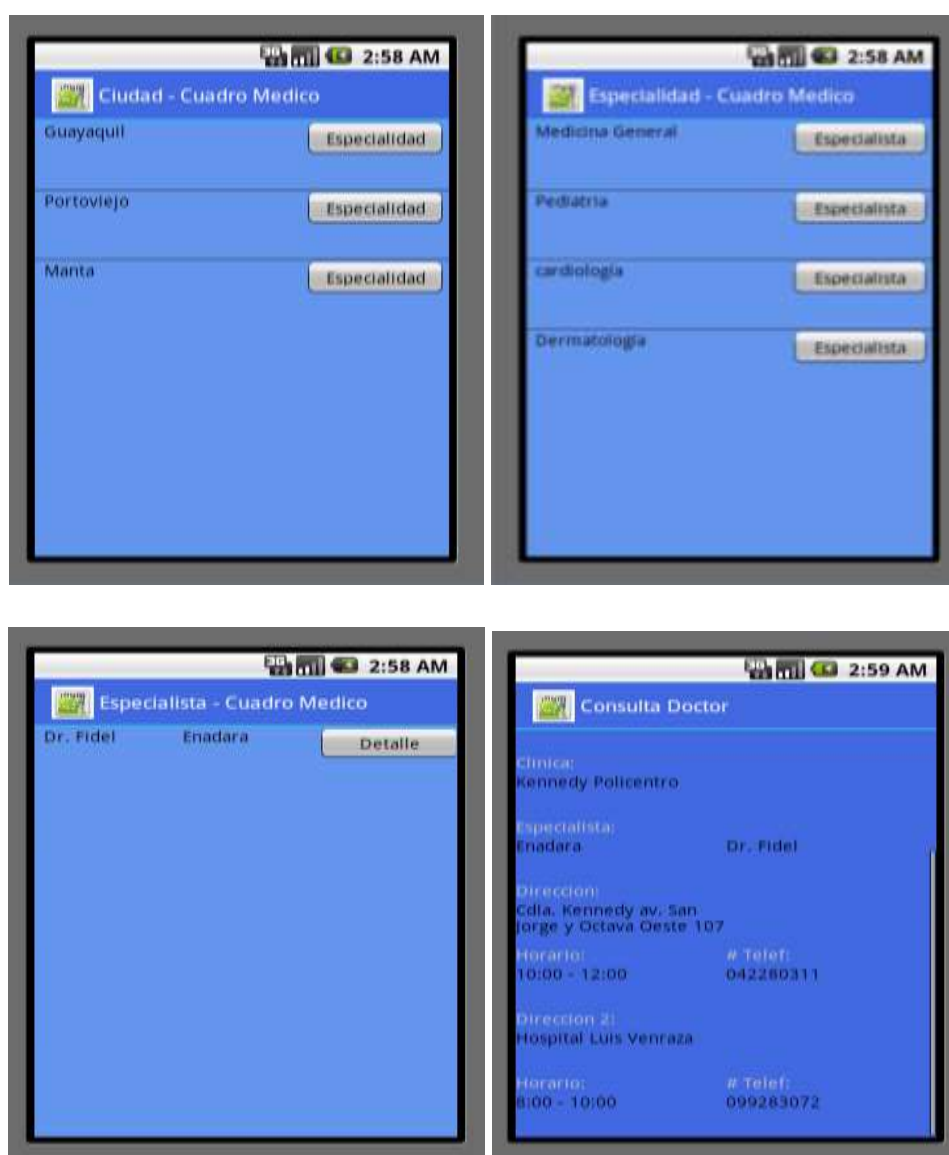 2:58 AM
Ciudad - Cuadro Medico
Guayaquil Especialidad
Portoviejo Especialidad
Manta Especialidad
2:58 AM
Especialidad - Cuadro Medico
Medicina General Especialista
Pediatria Especialista
cardiología Especialista
Dermatología Especialista
2:58 AM
Especialista - Cuadro Medico
Dr. Fidel Enadara Detalle
2:59 AM
Consulta Doctor
Clinica:
Kennedy Policentro
Especialista:
Enadara Dr. Fidel
Direccion:
Cdla. Kennedy av. San
Jorge y Octava Oeste 107
Horario: # Telef:
10:00 - 12:00 042280311
Direccion 2:
Hospital Luis Venraza
Horario: # Telef:
8:00 - 10:00 099283072